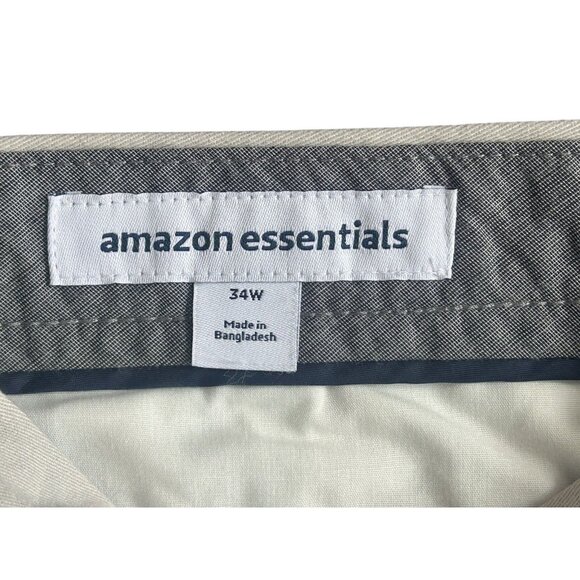 amazon essentials
34W
Made in
Bangladesh